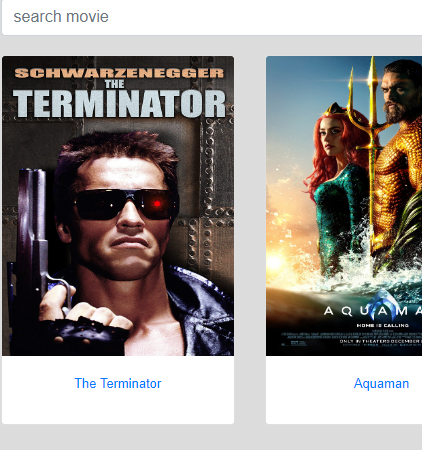 search movie
SCHWARZENEGGER
THE
TERMINATOR
AQUAMA
HOME IS CALLING
ONLY IN THEATERS DECEMBER
The Terminator
Aquaman